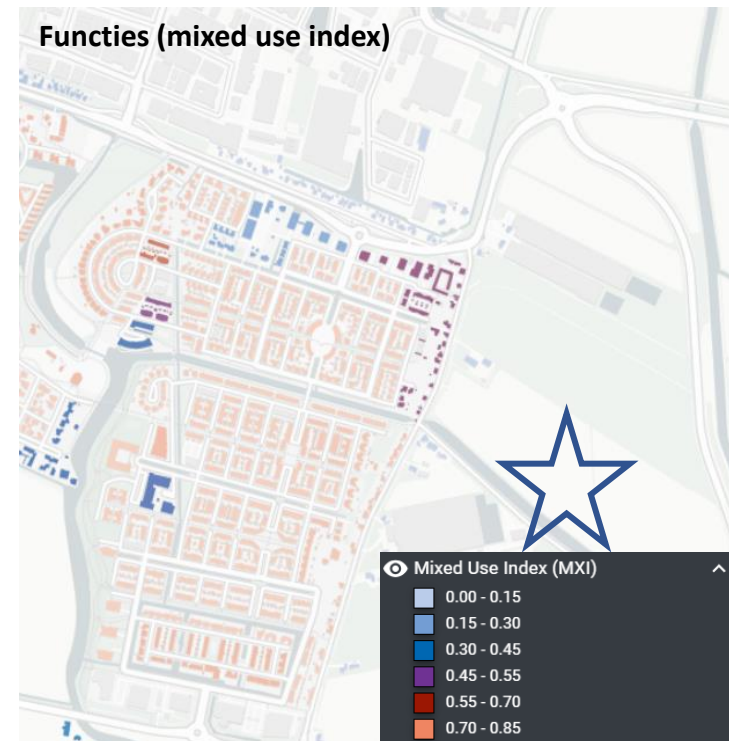 Functies (mixed use index)
Mixed Use Index (MXI)
0.00 - 0.15
0.15 - 0.30
0.30 - 0.45
0.45 - 0.55
0.55 - 0.70
0.70 - 0.85